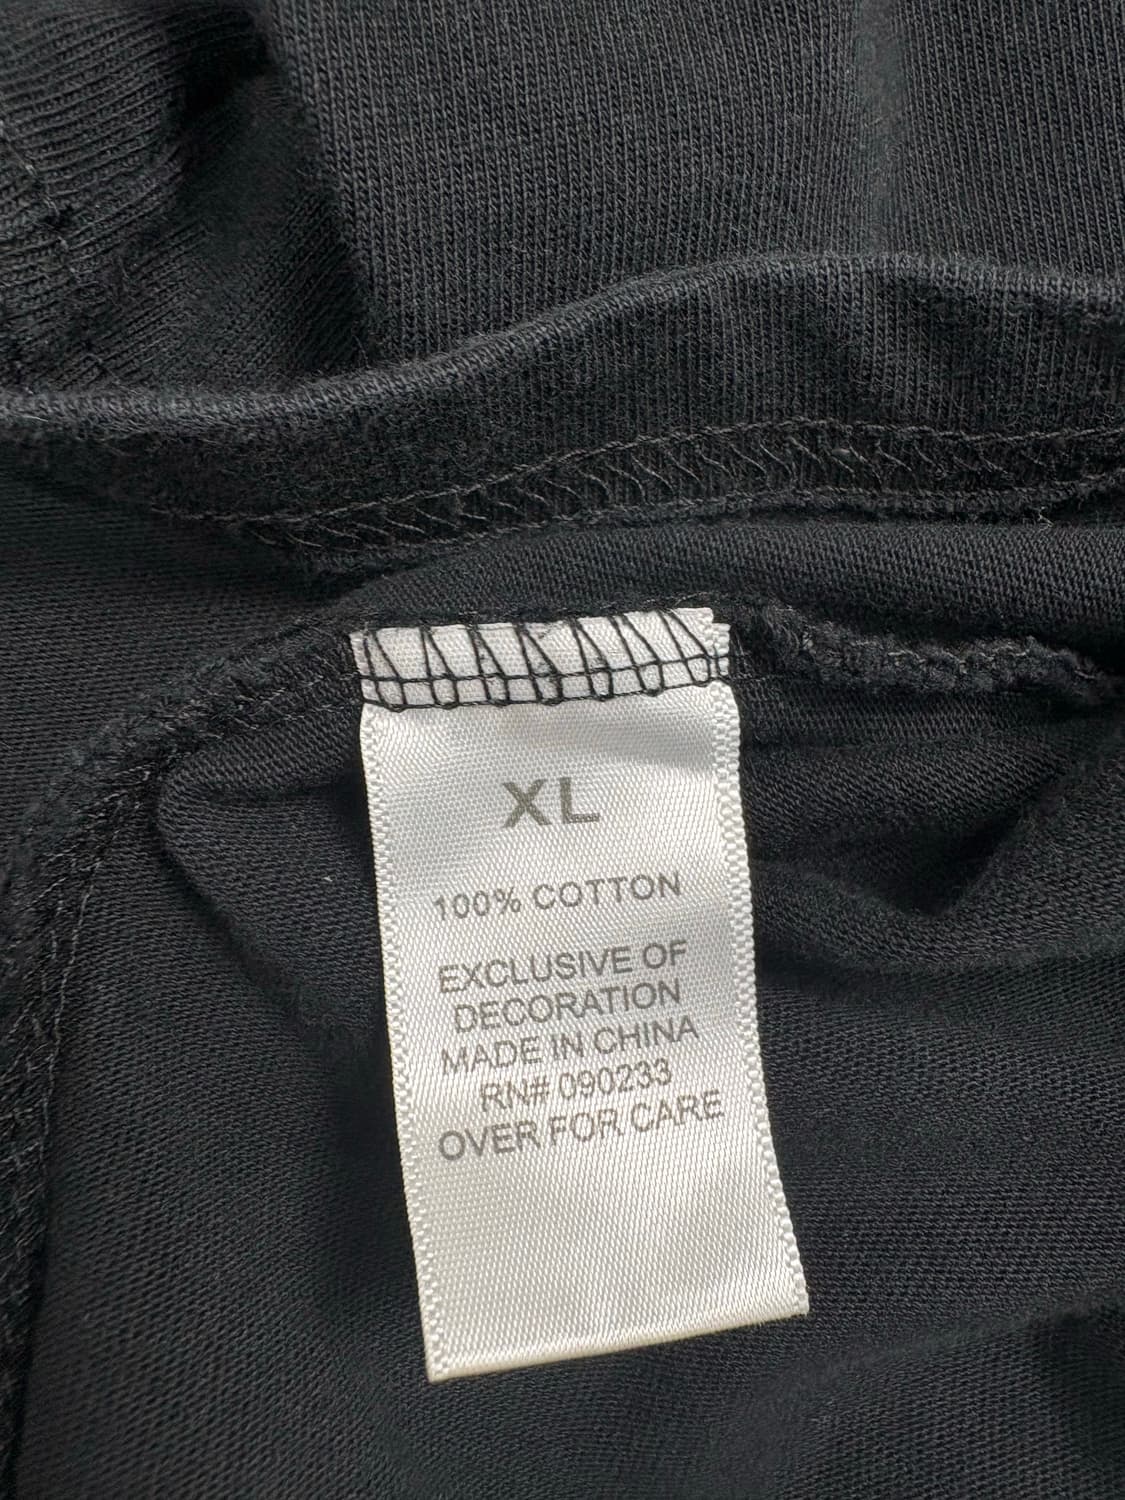 XL
100% COTTON
EXCLUSIVE OF
DECORATION
MADE IN CHINA
RN# 090233
OVER FOR CARE